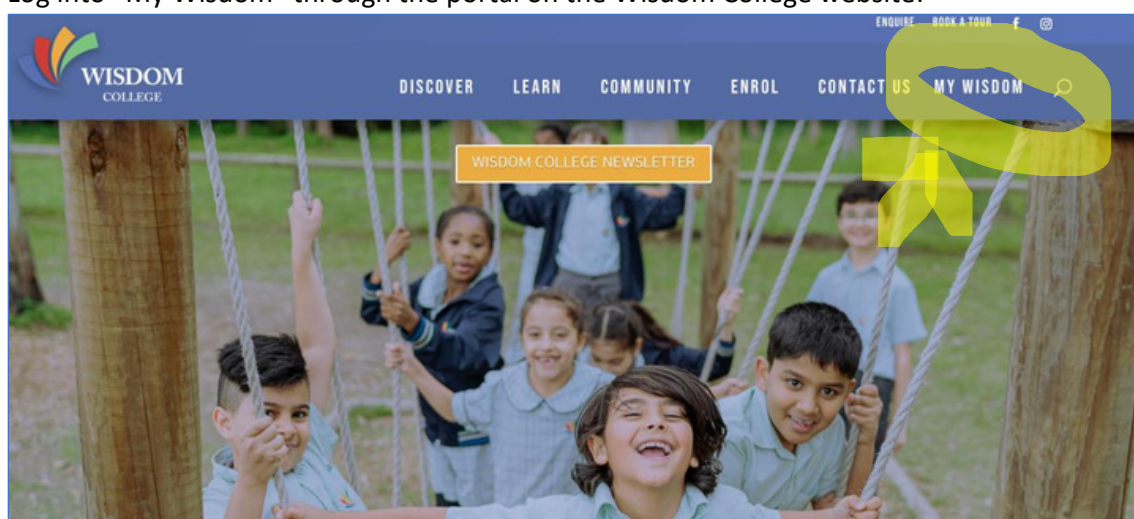 Log into "My Wisdom" through the portal on the Wisdom College website.
ENQUIRE BOOK A TOUR
WISDOM
COLLEGE
DISCOVER LEARN COMMUNITY ENROL CONTACT US MY WISDOM
WISDOM COLLEGE NEWSLETTER